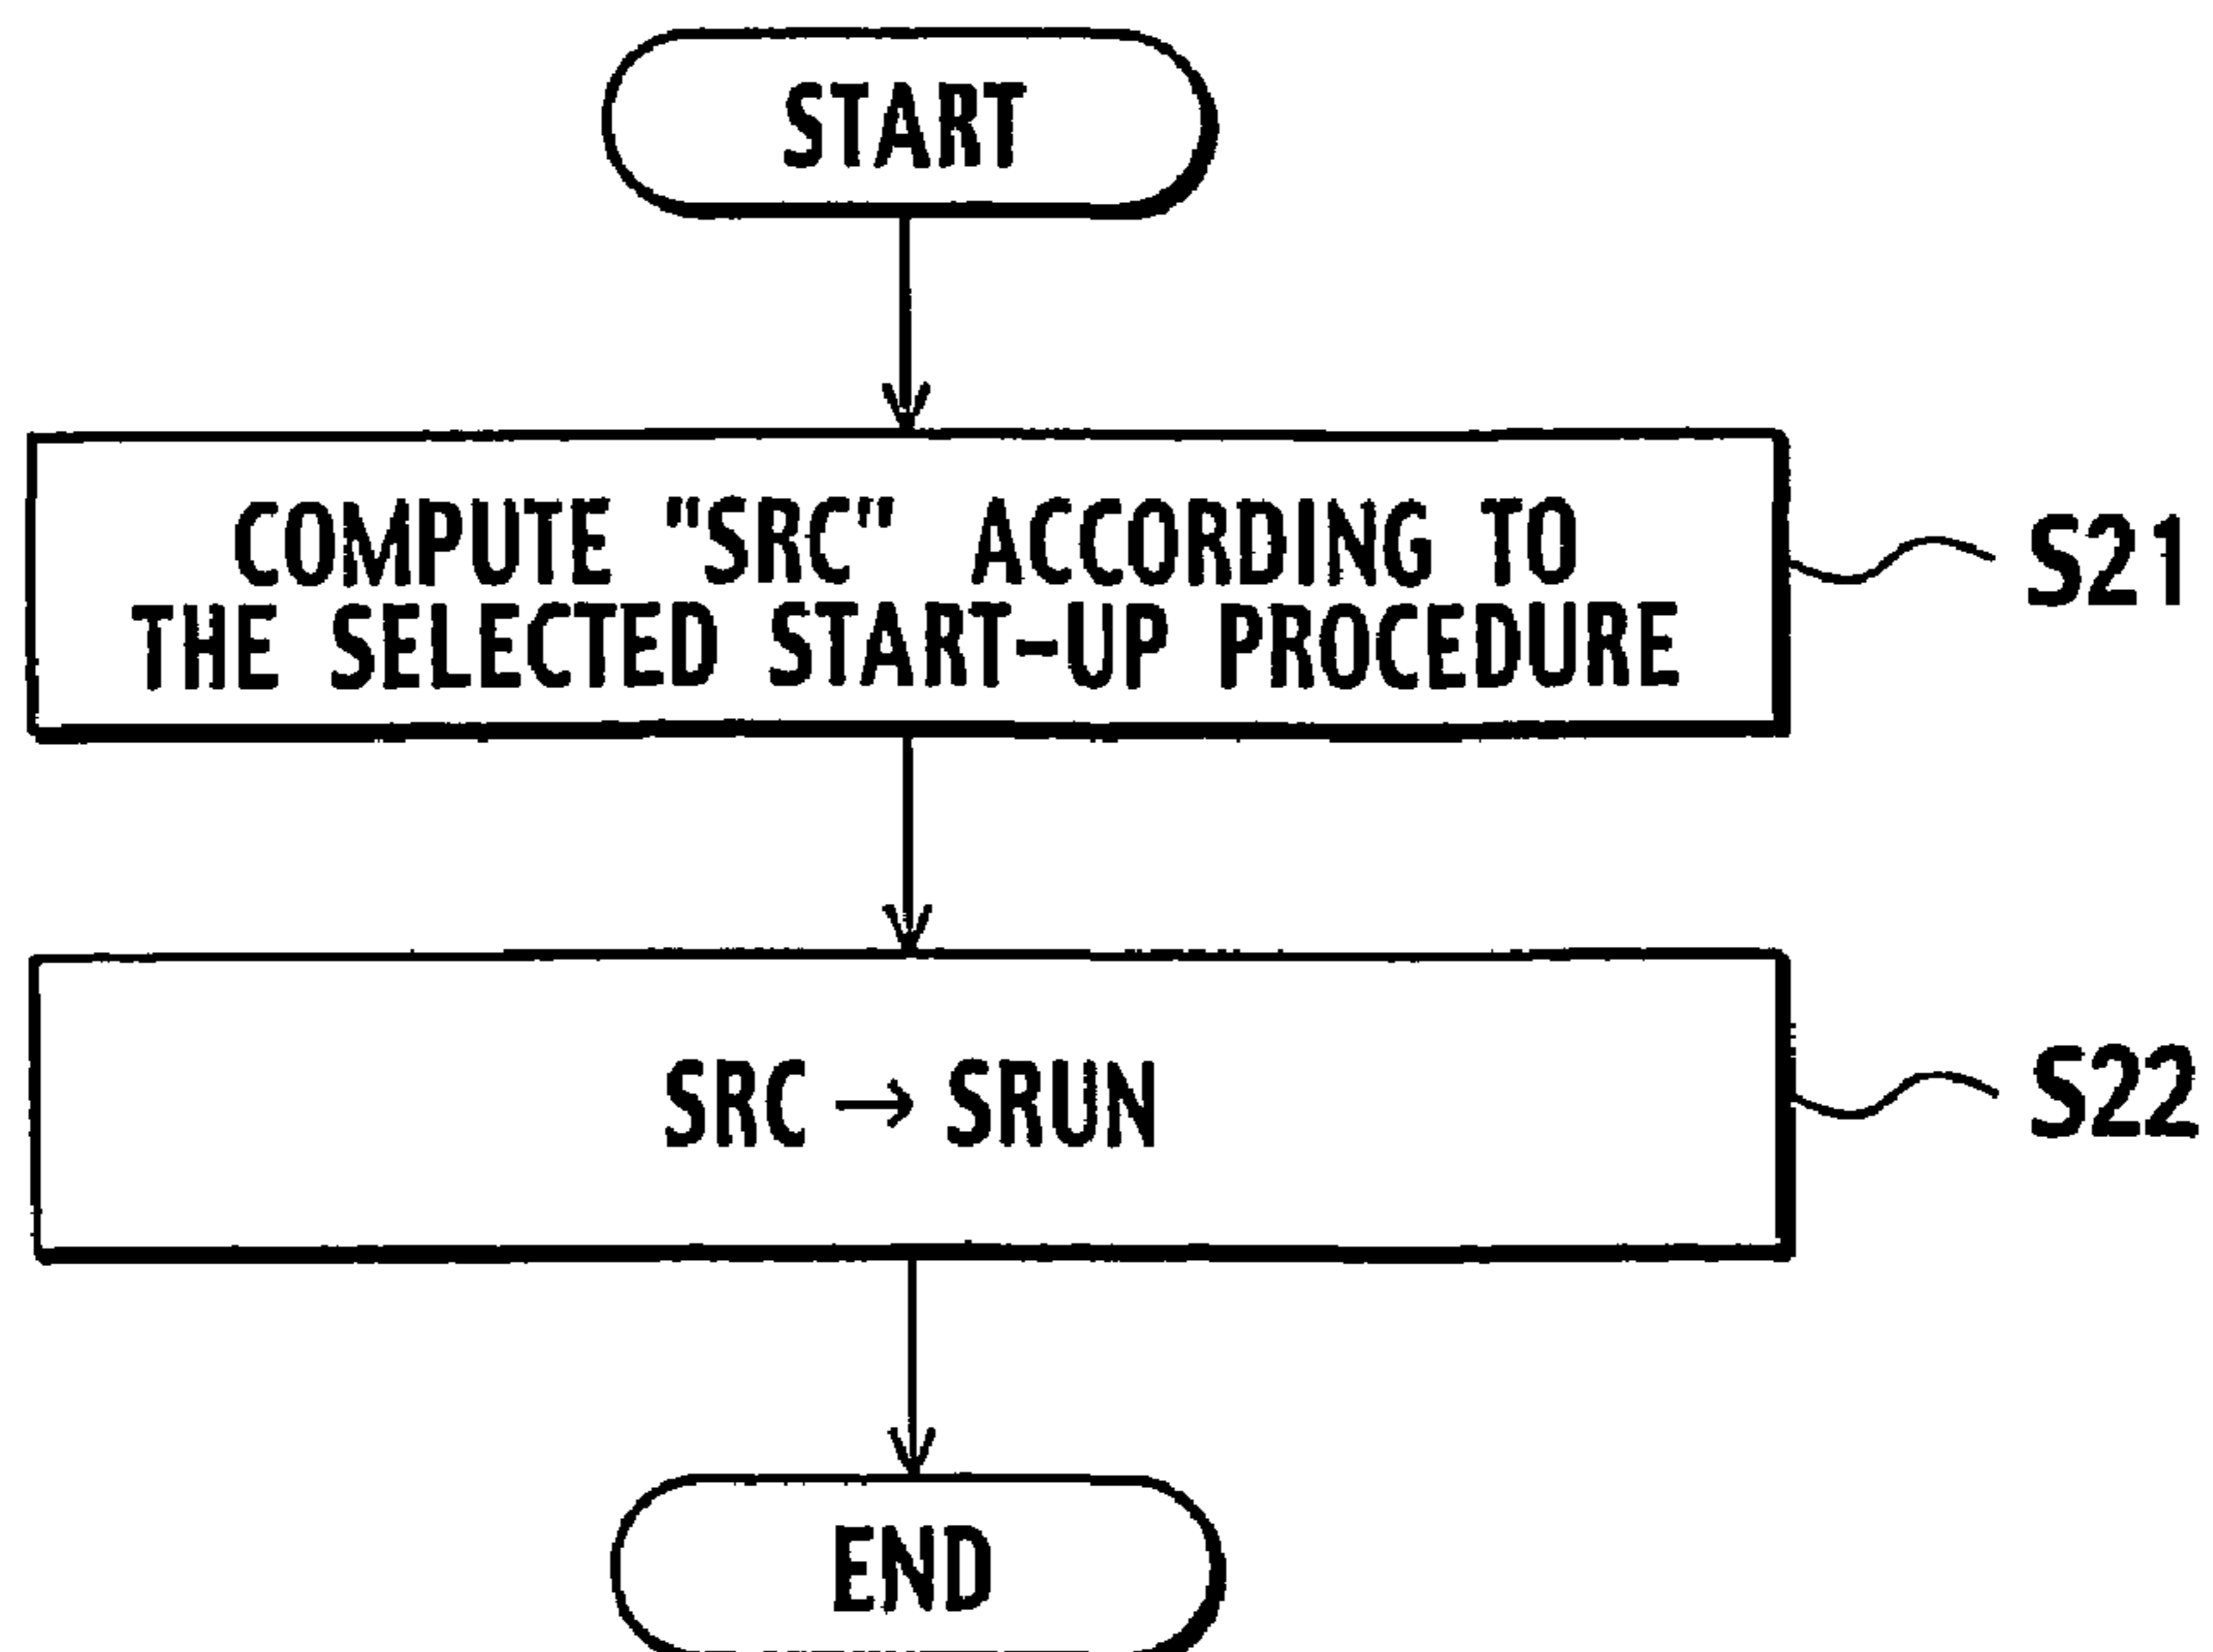 START
COMPUTE "SRC" ACCORDING TO
THE SELECTED START-UP PROCEDURE
S21
SRC → SRUN
S22
END